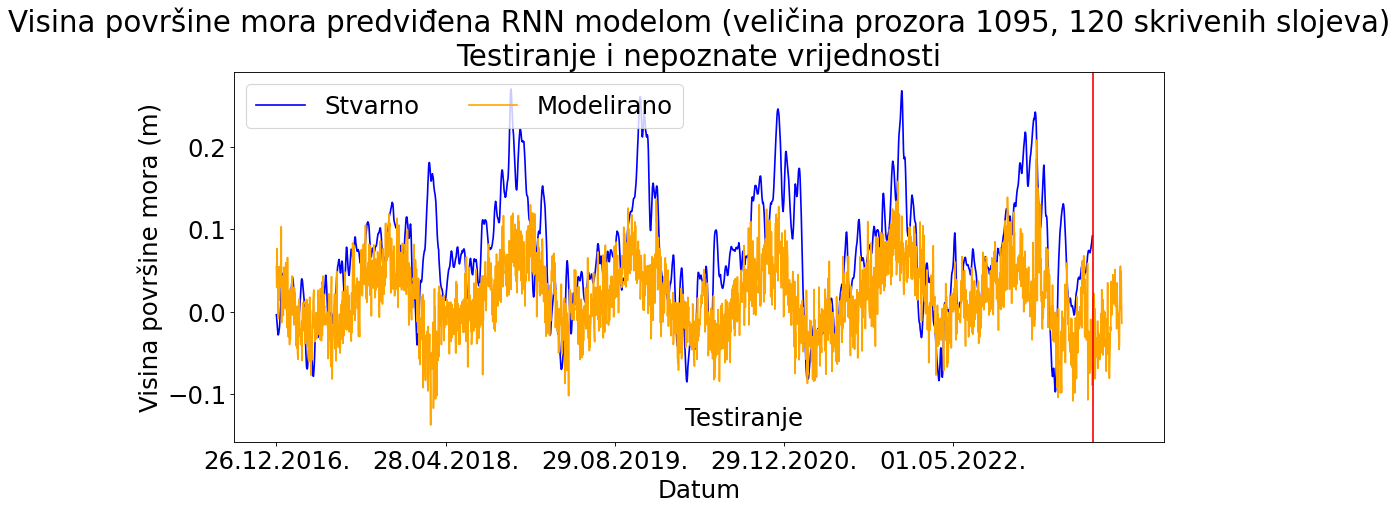 Visina površine mora predviđena RNN modelom (veličina prozora 1095, 120 skrivenih slojeva)
Testiranje i nepoznate vrijednosti
Stvarno
Modelirano
Visina površine mora (m)
0.2
0.1
0.0
−0.1
Testiranje
26.12.2016.
28.04.2018.
29.08.2019.
29.12.2020.
01.05.2022.
Datum